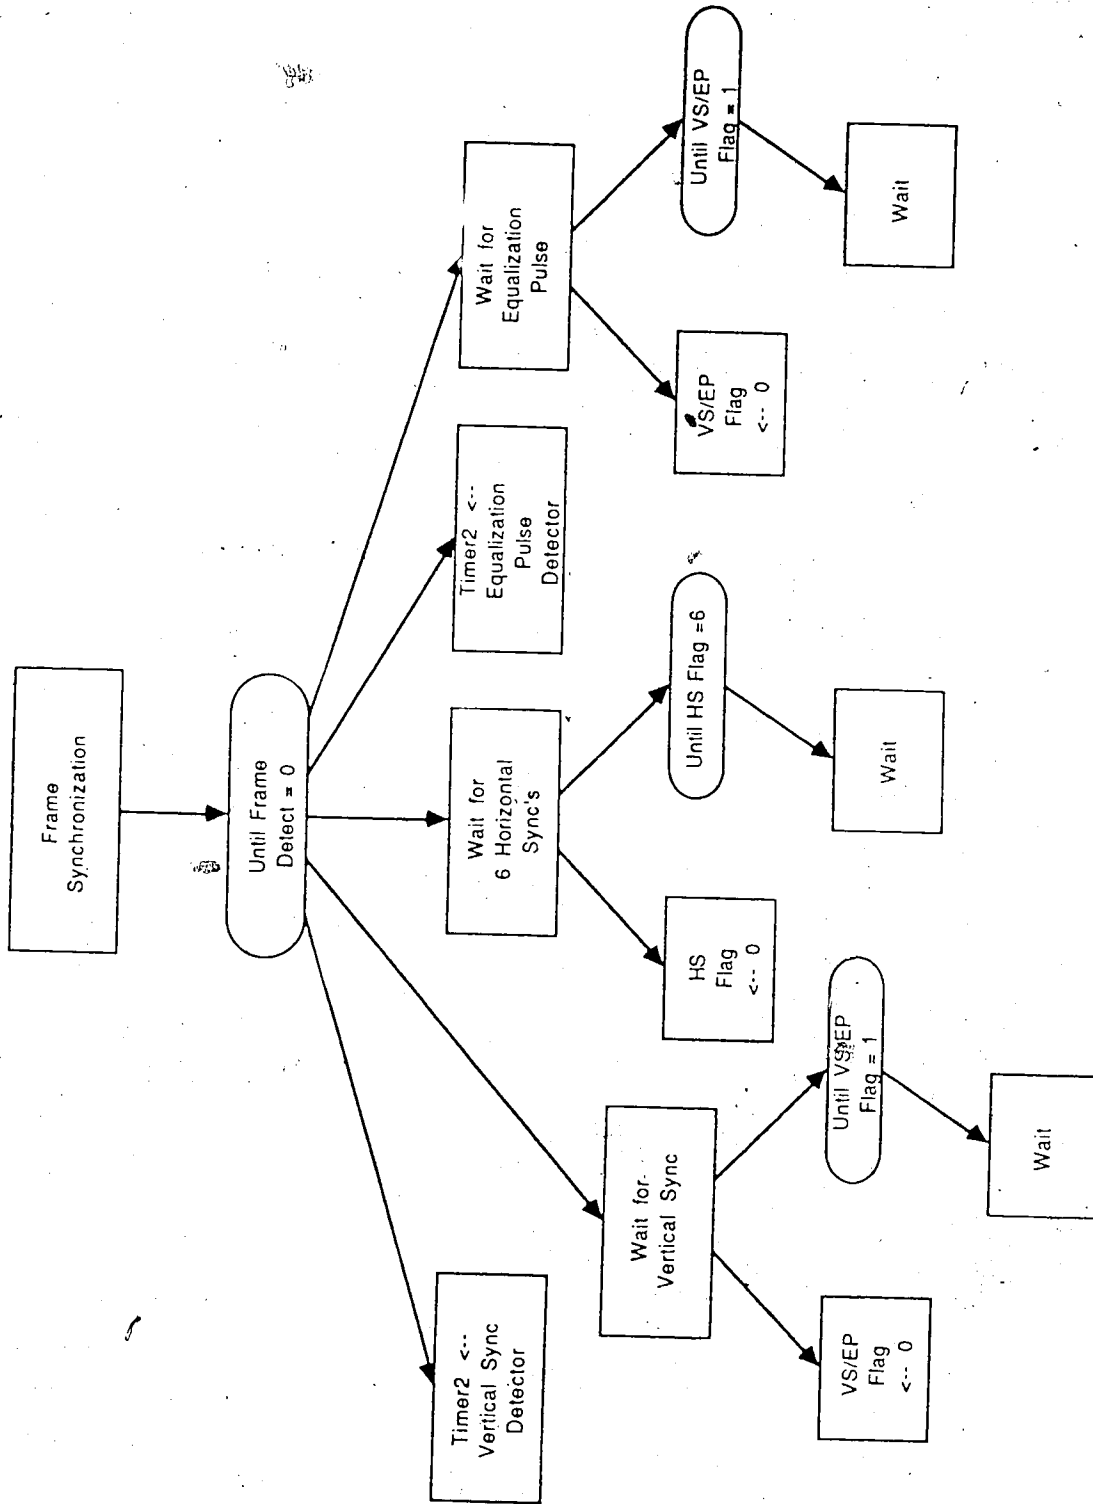 Frame
Synchronization
Until Frame
Detect = 0
Timer2 <--
Vertical Sync
Detector
Wait for
Vertical Sync
VS/EP
Flag
<-- 0
Until VS/EP
Flag = 1
Wait
Wait for
6 Horizontal
Sync's
HS
Flag
<-- 0
Until HS Flag =6
Wait
Timer2 <--
Equalization
Pulse
Detector
Wait for
Equalization
Pulse
VS/EP
Flag
<-- 0
Until VS/EP
Flag = 1
Wait